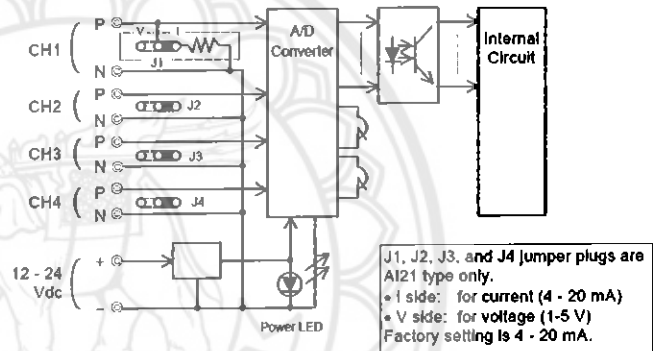 CH1
P
N
V
I
J1
A/D
Converter
Internal
Circuit
CH2
P
N
J2
CH3
P
N
J3
CH4
P
N
J4
12 - 24
Vdc
+
-
Power LED
J1, J2, J3, and J4 jumper plugs are
AI21 type only.
• I side: for current (4 - 20 mA)
• V side: for voltage (1-5 V)
Factory setting is 4 - 20 mA.